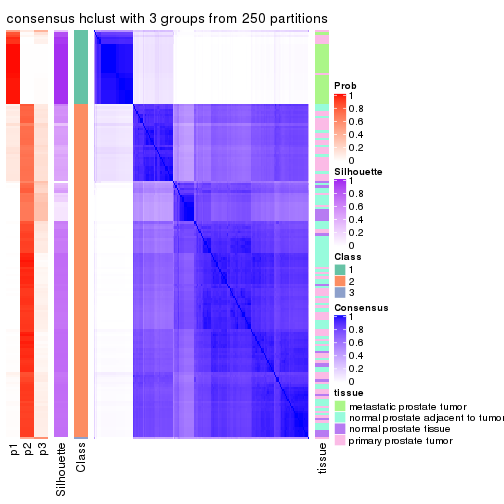 consensus hclust with 3 groups from 250 partitions
Prob
1
0.8
0.6
0.4
0.2
0
Silhouette
1
0.8
0.6
0.4
0.2
0
Class
1
2
3
Consensus
1
0.8
0.6
0.4
0.2
0
tissue
metastatic prostate tumor
normal prostate adjacent to tumor
normal prostate tissue
primary prostate tumor
p1
p2
p3
Silhouette
Class
tissue